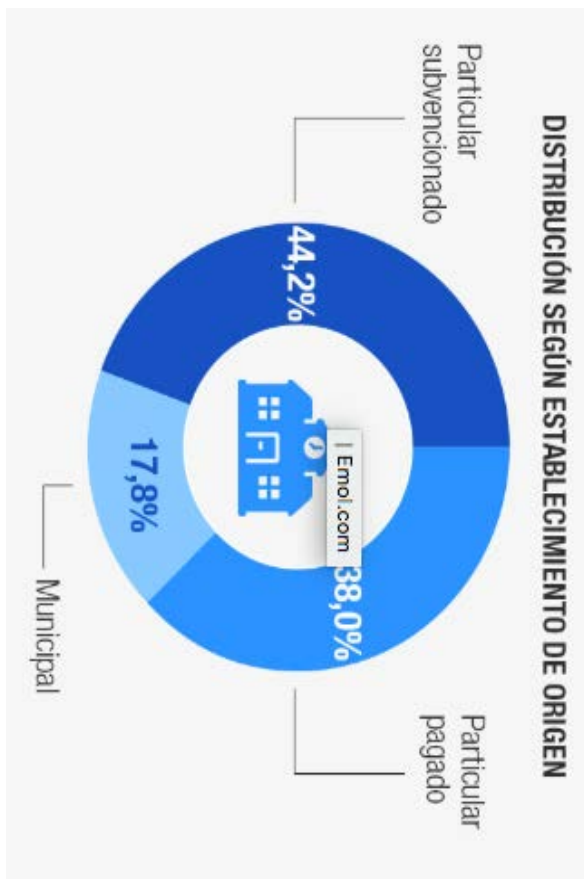 DISTRIBUCIÓN SEGÚN ESTABLECIMIENTO DE ORIGEN
Particular
subvencionado
Particular
pagado
44,2%
38,0%
| Emol.com
17,8%
Municipal